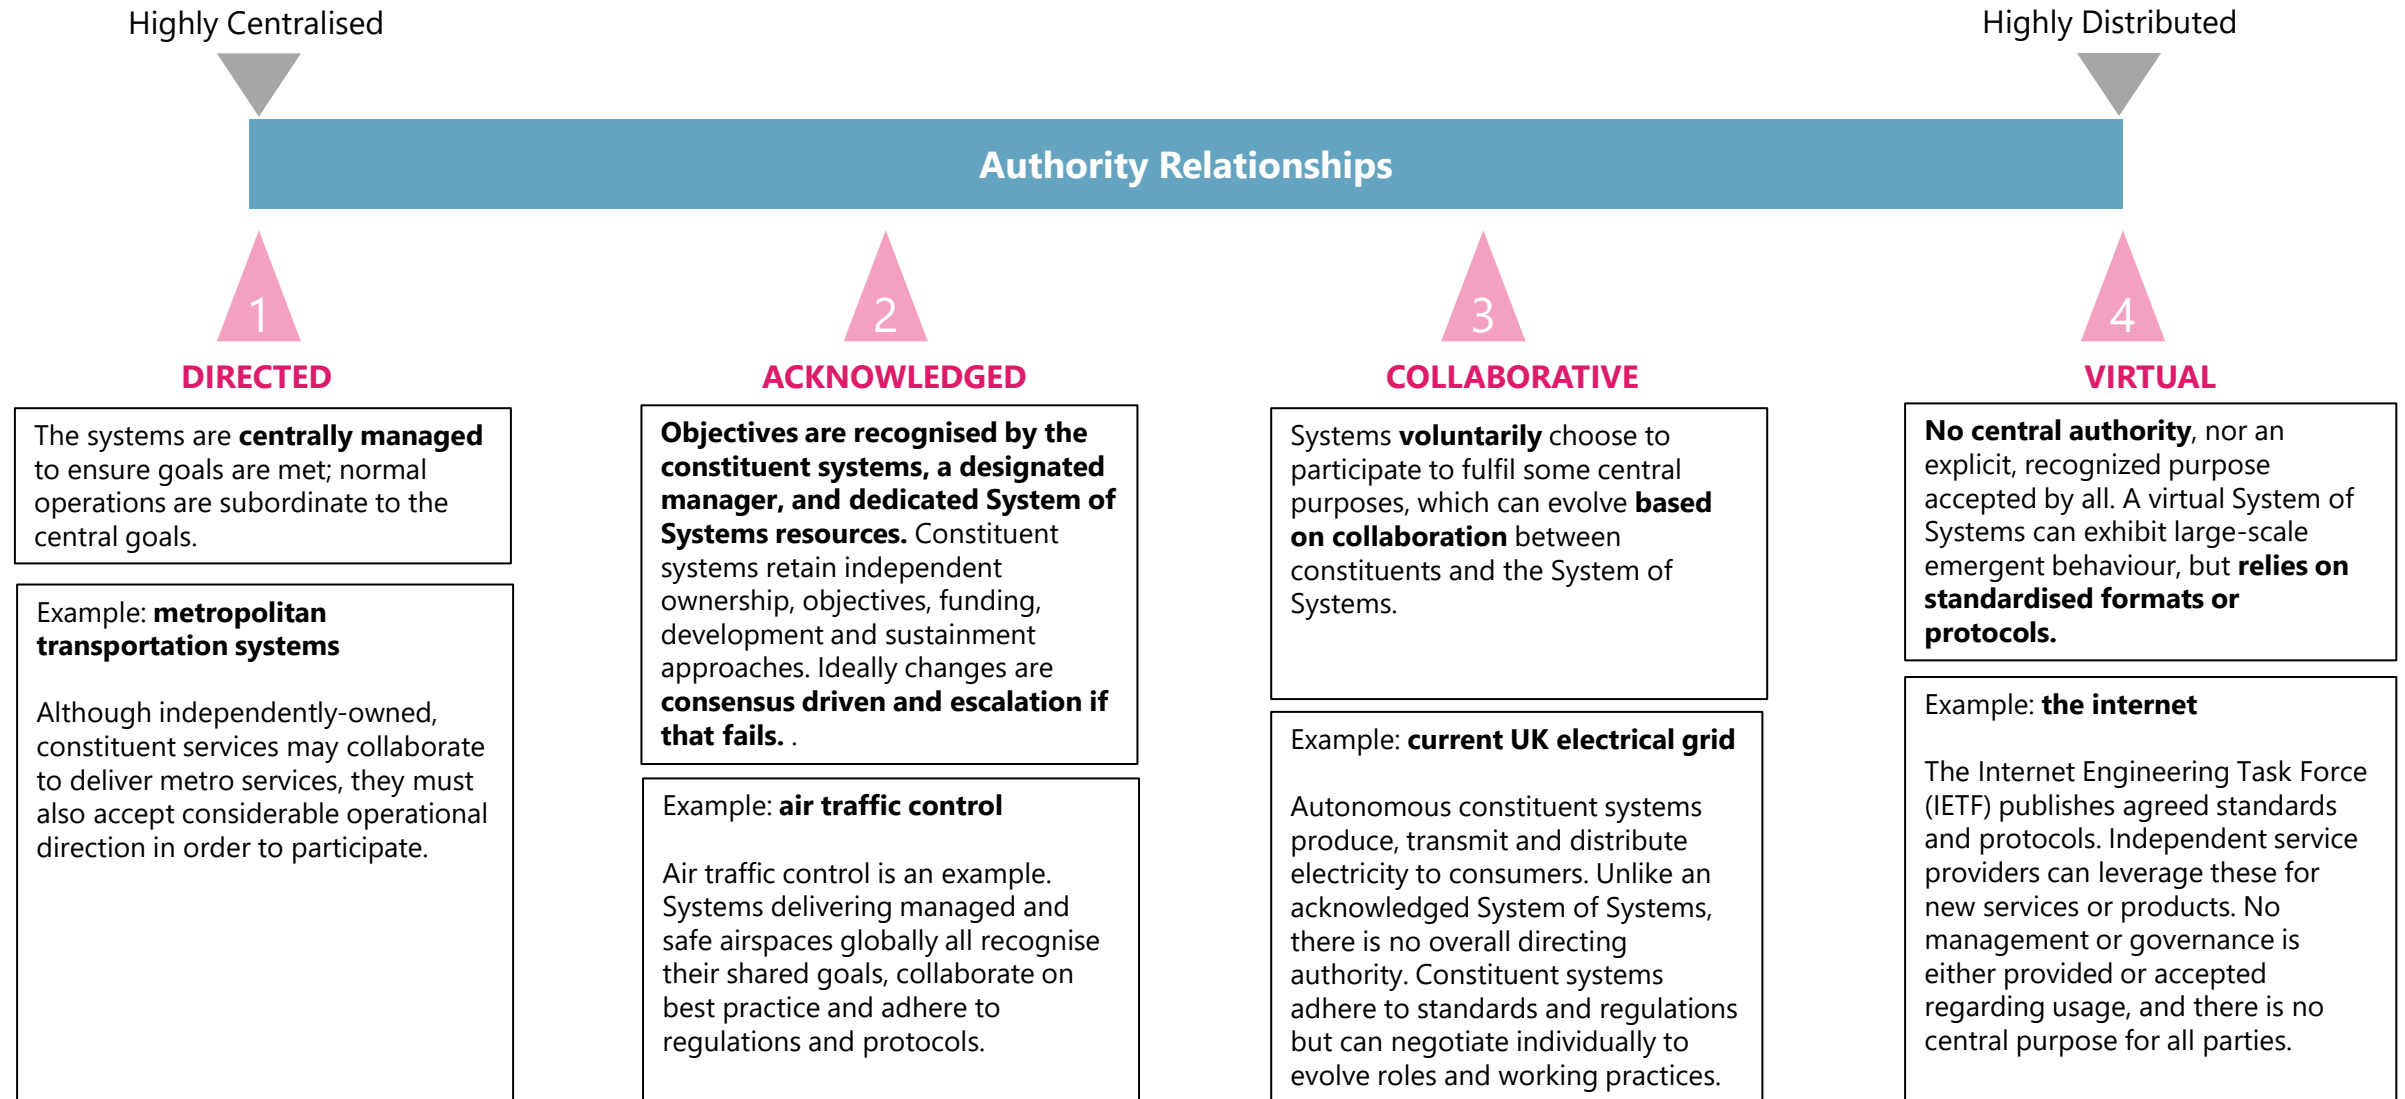 Highly Centralised
Highly Distributed
Authority Relationships
1
DIRECTED
The systems are centrally managed
to ensure goals are met; normal
operations are subordinate to the
central goals.
Example: metropolitan
transportation systems
Although independently-owned,
constituent services may collaborate
to deliver metro services, they must
also accept considerable operational
direction in order to participate.
2
ACKNOWLEDGED
Objectives are recognised by the
constituent systems, a designated
manager, and dedicated System of
Systems resources. Constituent
systems retain independent
ownership, objectives, funding,
development and sustainment
approaches. Ideally changes are
consensus driven and escalation if
that fails. .
Example: air traffic control
Air traffic control is an example.
Systems delivering managed and
safe airspaces globally all recognise
their shared goals, collaborate on
best practice and adhere to
regulations and protocols.
3
COLLABORATIVE
Systems voluntarily choose to
participate to fulfil some central
purposes, which can evolve based
on collaboration between
constituents and the System of
Systems.
Example: current UK electrical grid
Autonomous constituent systems
produce, transmit and distribute
electricity to consumers. Unlike an
acknowledged System of Systems,
there is no overall directing
authority. Constituent systems
adhere to standards and regulations
but can negotiate individually to
evolve roles and working practices.
4
VIRTUAL
No central authority, nor an
explicit, recognized purpose
accepted by all. A virtual System of
Systems can exhibit large-scale
emergent behaviour, but relies on
standardised formats or
protocols.
Example: the internet
The Internet Engineering Task Force
(IETF) publishes agreed standards
and protocols. Independent service
providers can leverage these for
new services or products. No
management or governance is
either provided or accepted
regarding usage, and there is no
central purpose for all parties.